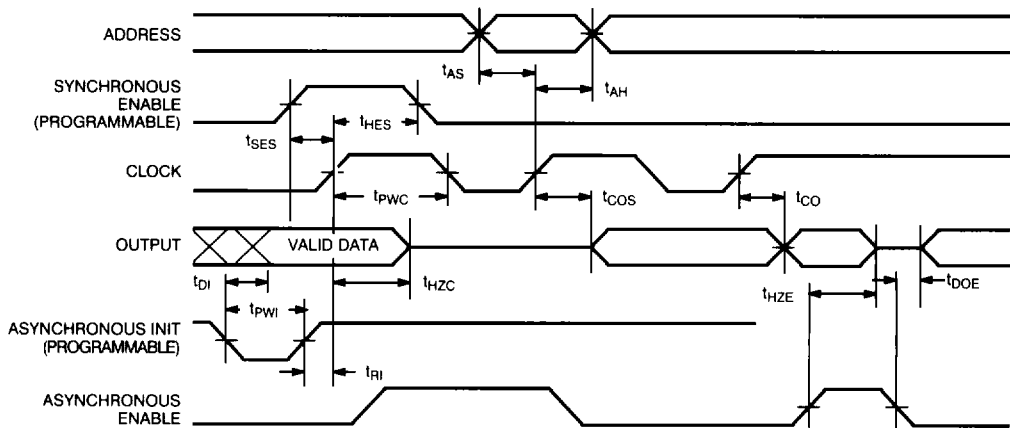 ADDRESS
tAS
tAH
SYNCHRONOUS
ENABLE
(PROGRAMMABLE)
tSES
tHES
CLOCK
tPWC
tCOS
tCO
OUTPUT
VALID DATA
tDI
tPWI
tHZC
tHZE
tDOE
ASYNCHRONOUS INIT
(PROGRAMMABLE)
tRI
ASYNCHRONOUS
ENABLE